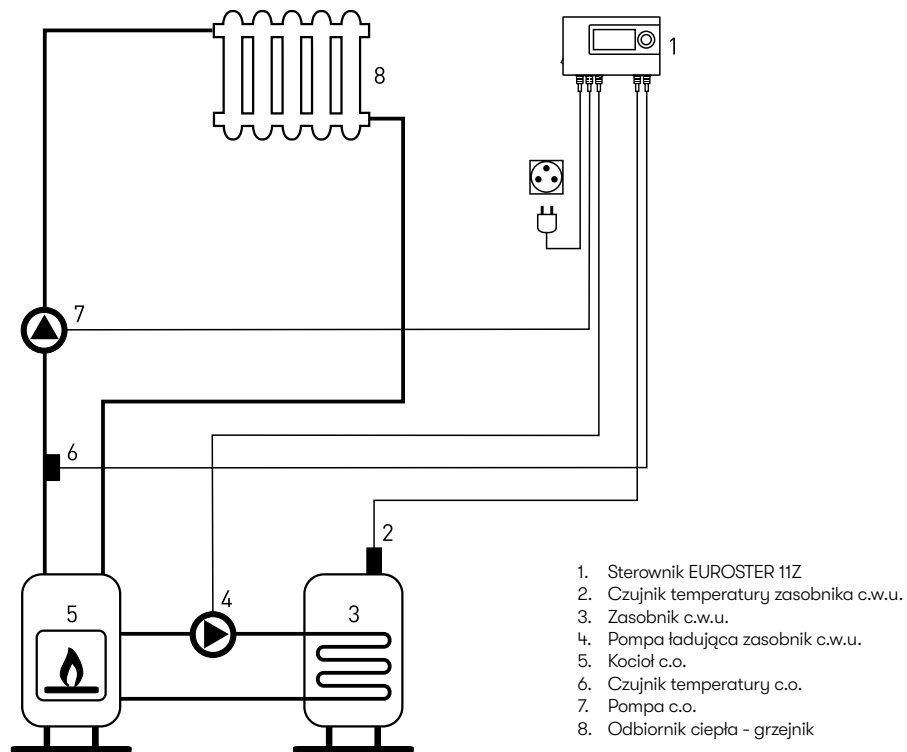 1
8
7
6
2
4
5
3
1. Sterownik EUROSTER 11Z
2. Czujnik temperatury zasobnika c.w.u.
3. Zasobnik c.w.u.
4. Pompa ładująca zasobnik c.w.u.
5. Kocioł c.o.
6. Czujnik temperatury c.o.
7. Pompa c.o.
8. Odbiornik ciepła - grzejnik